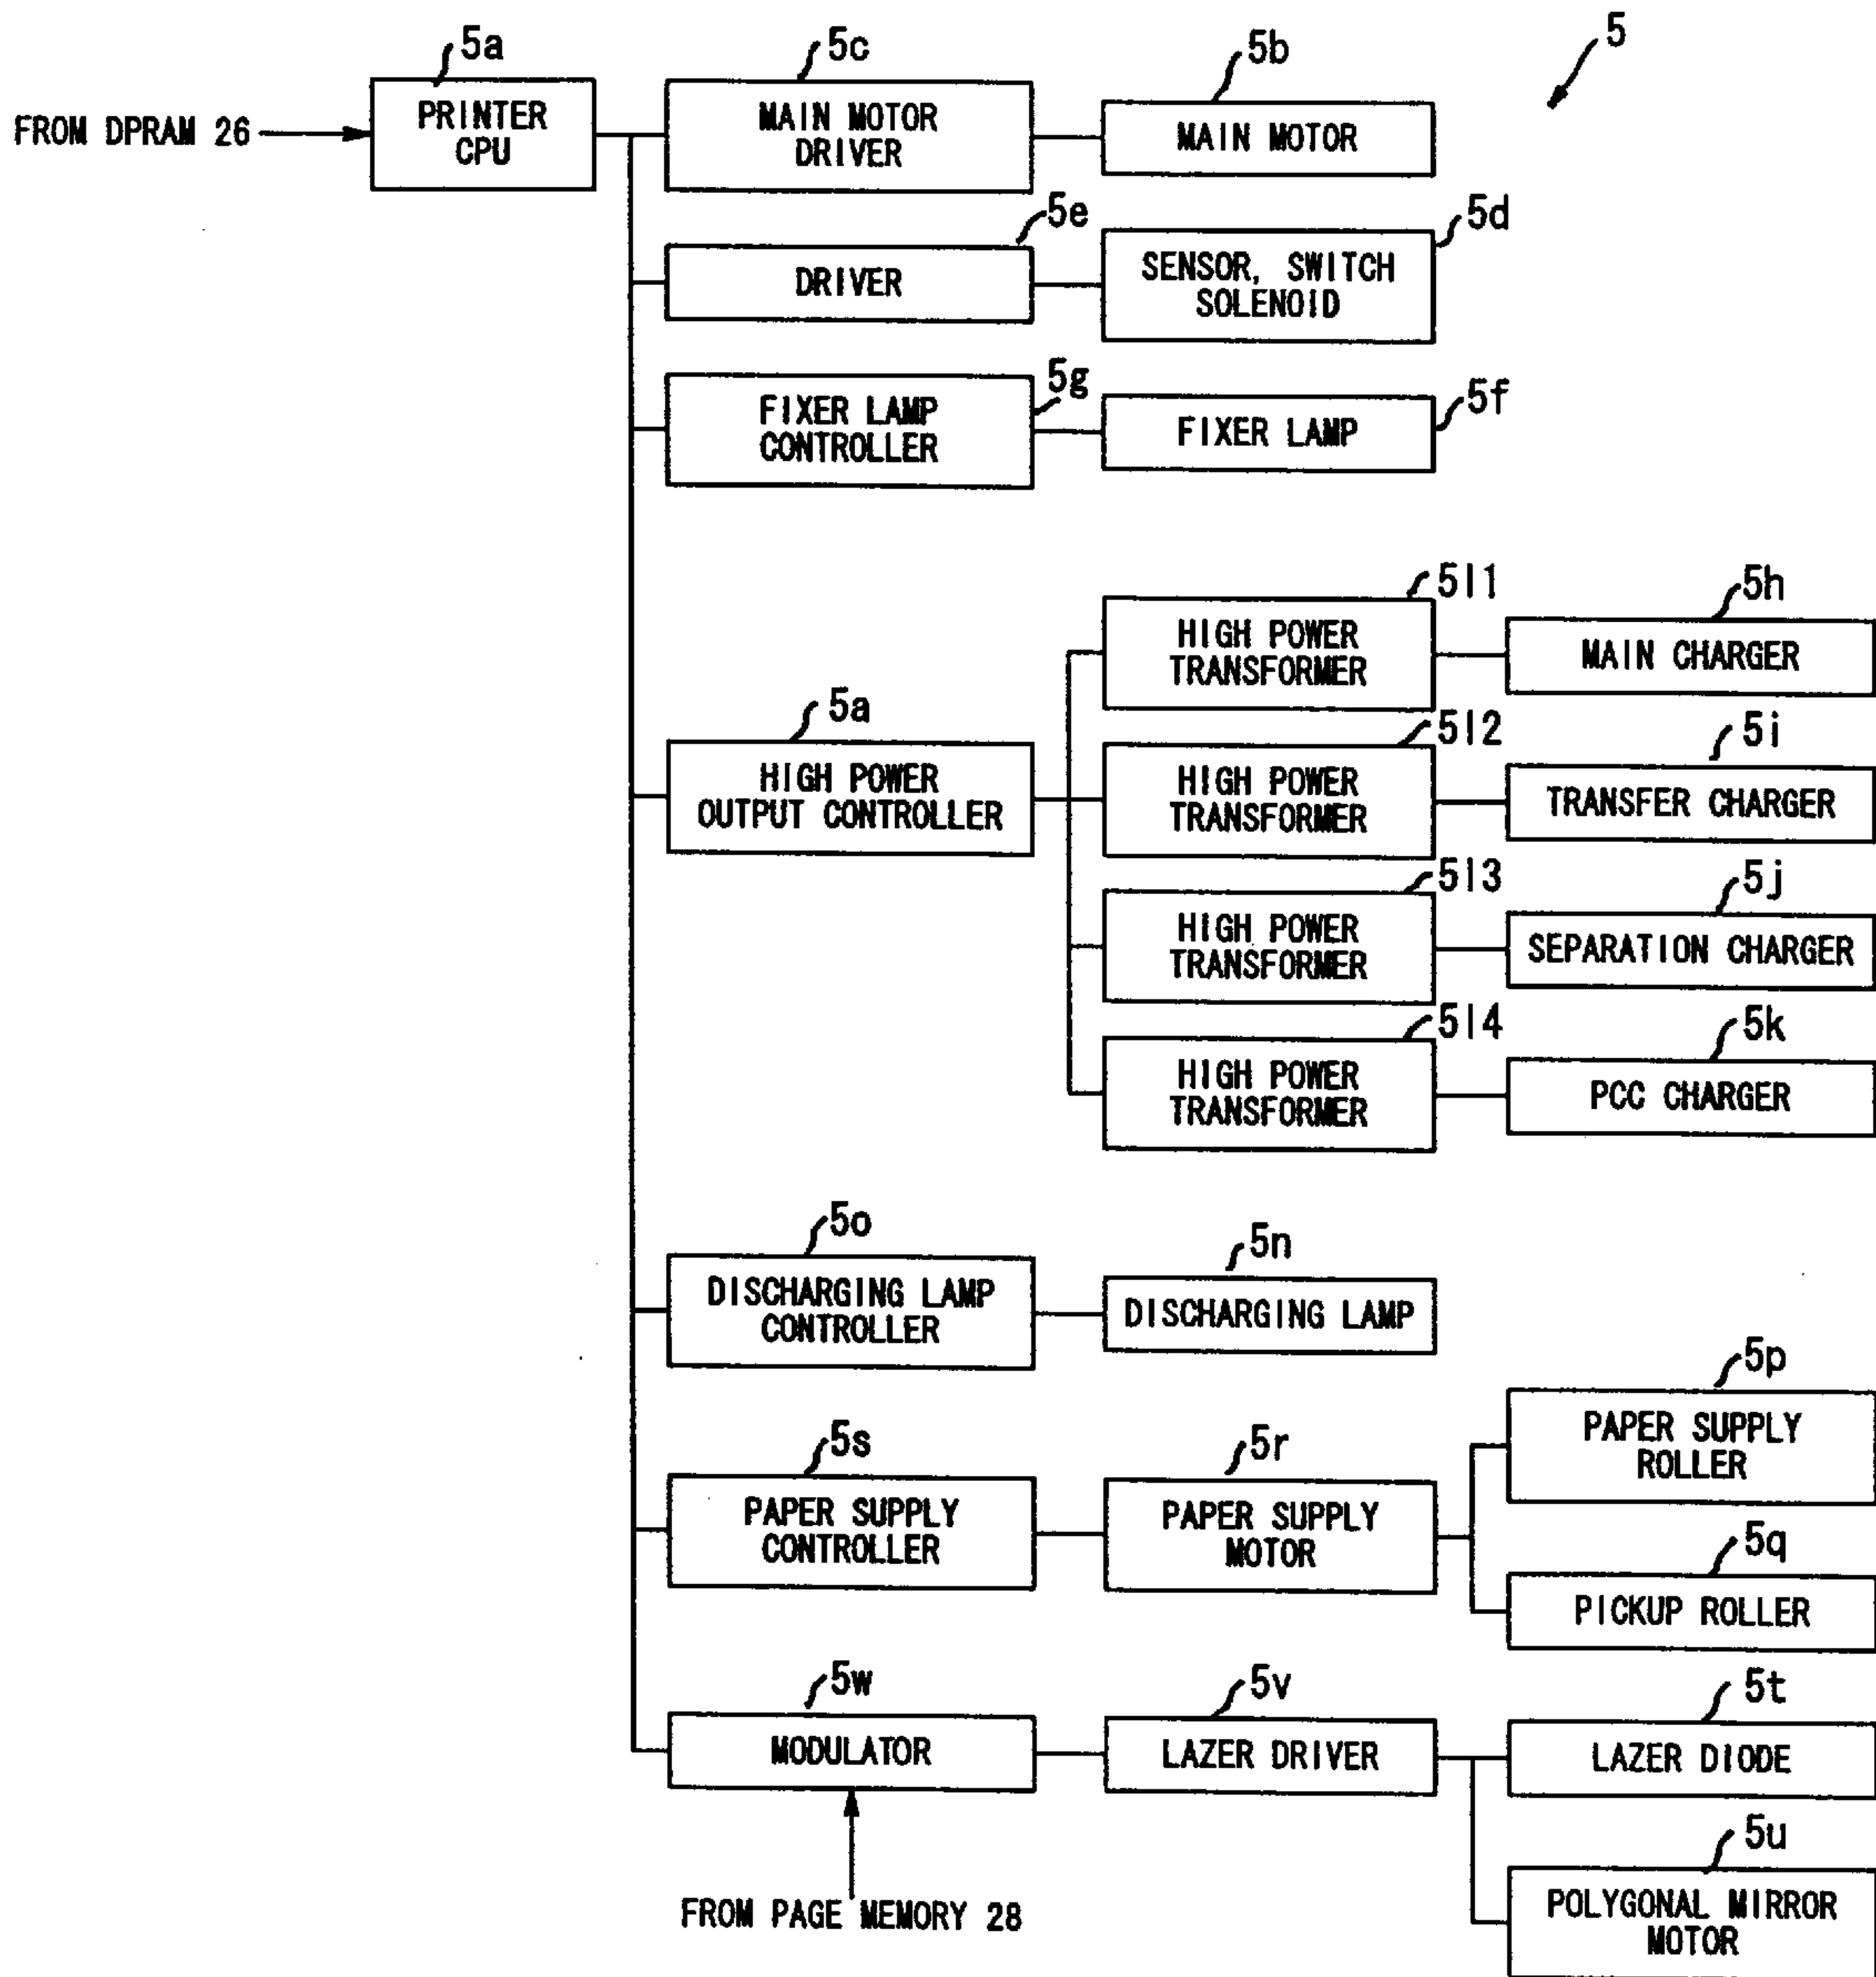 5a
5c
5b
5
FROM DPRAM 26
PRINTER
CPU
MAIN MOTOR
DRIVER
MAIN MOTOR
5e
5d
DRIVER
SENSOR, SWITCH
SOLENOID
5g
5f
FIXER LAMP
CONTROLLER
FIXER LAMP
5l1
5h
HIGH POWER
TRANSFORMER
MAIN CHARGER
5a
5l2
5i
HIGH POWER
OUTPUT CONTROLLER
HIGH POWER
TRANSFORMER
TRANSFER CHARGER
5l3
5j
HIGH POWER
TRANSFORMER
SEPARATION CHARGER
5l4
5k
HIGH POWER
TRANSFORMER
PCC CHARGER
5o
5n
DISCHARGING LAMP
CONTROLLER
DISCHARGING LAMP
5p
PAPER SUPPLY
ROLLER
5s
5r
PAPER SUPPLY
CONTROLLER
PAPER SUPPLY
MOTOR
5q
PICKUP ROLLER
5w
5v
5t
MODULATOR
LAZER DRIVER
LAZER DIODE
5u
POLYGONAL MIRROR
MOTOR
FROM PAGE MEMORY 28